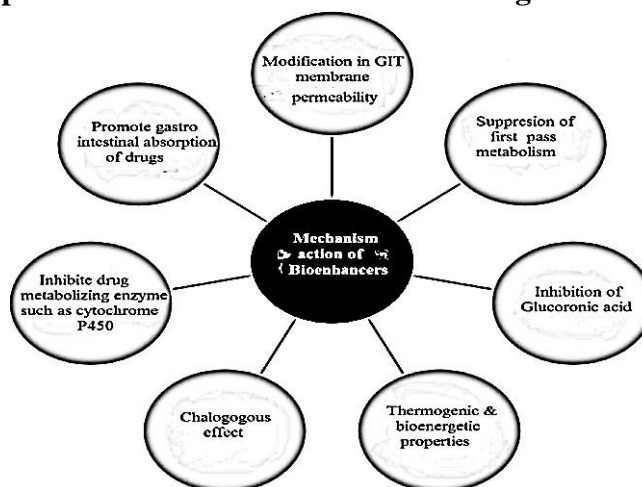 Modification in GIT
membrane
permeability
Suppresion of
first pass
metabolism
Inhibition of
Glucoronic acid
Thermogenic &
bioenergetic
properties
Chalogogous
effect
Inhibite drug
metabolizing enzyme
such as cytochrome
P450
Promote gastro
intestinal absorption
of drugs
Mechanism
action of
Bioenhancers